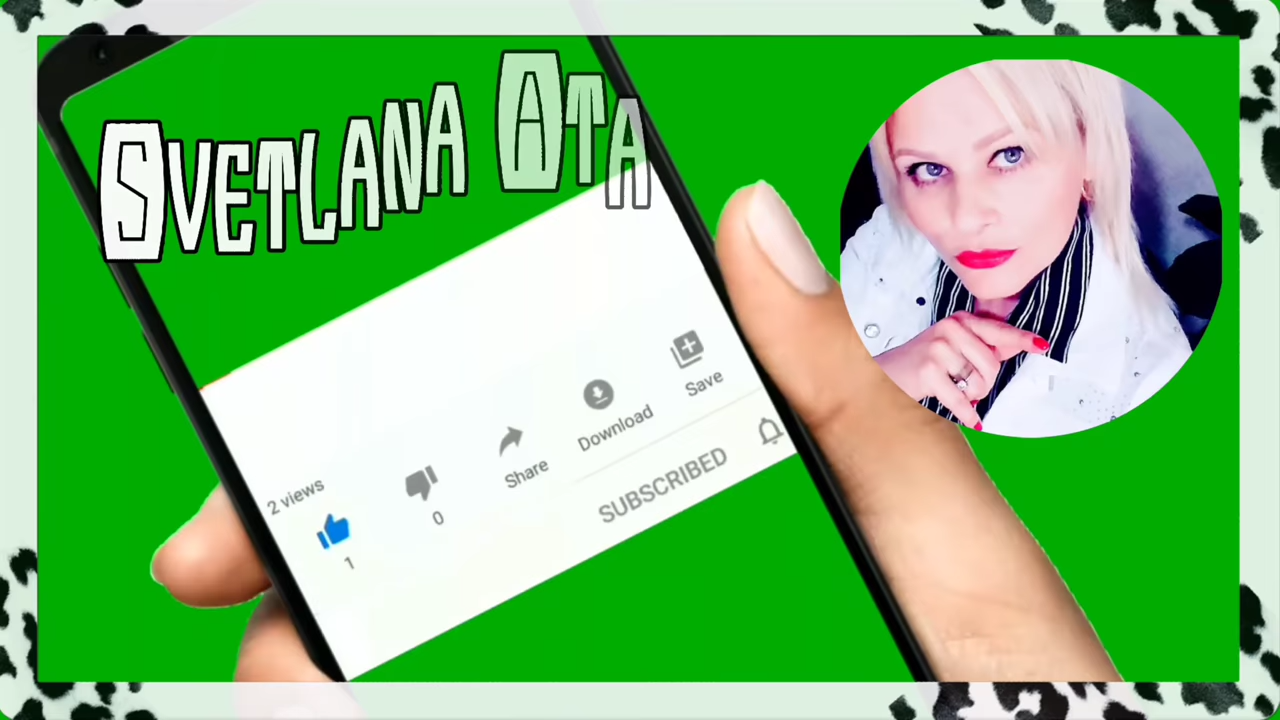 Svetlana Ata
Save
Download
Share
2 views
0
1
SUBSCRIBED